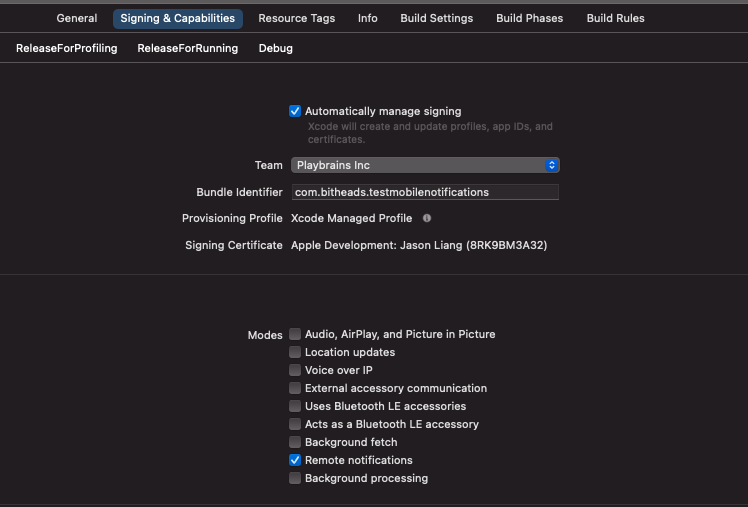 General Signing & Capabilities Resource Tags Info Build Settings Build Phases Build Rules
ReleaseForProfiling ReleaseForRunning Debug
Automatically manage signing
Xcode will create and update profiles, app IDs, and
certificates.
Team Playbrains Inc
Bundle Identifier com.bitheads.testmobilenotifications
Provisioning Profile Xcode Managed Profile
Signing Certificate Apple Development: Jason Liang (8RK9BM3A32)
Modes Audio, AirPlay, and Picture in Picture
Location updates
Voice over IP
External accessory communication
Uses Bluetooth LE accessories
Acts as a Bluetooth LE accessory
Background fetch
Remote notifications
Background processing